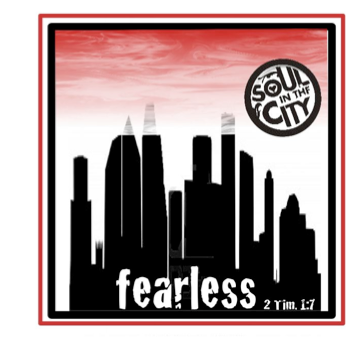 SOUL
IN THE
CITY
fearless 2 Tim. 1:7